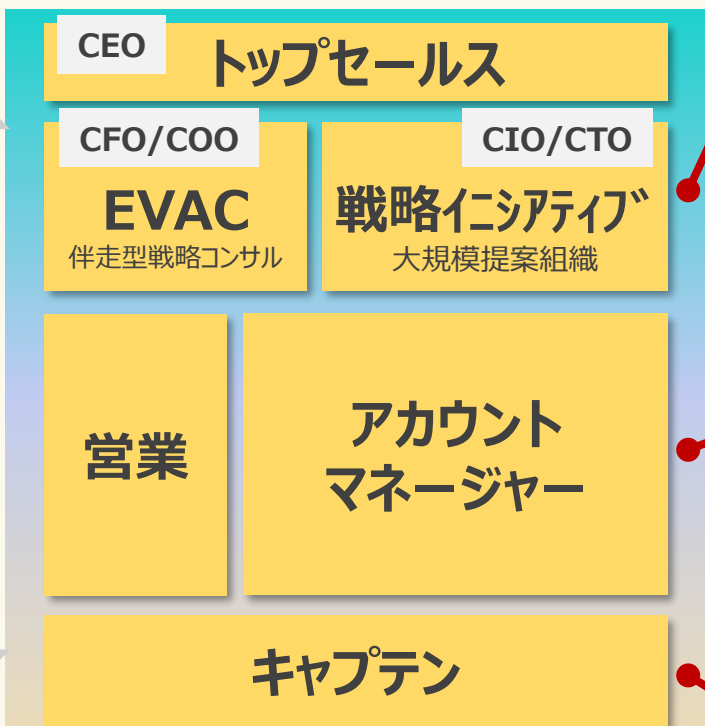 CEO
トップセールス
CFO/COO
CIO/CTO
EVAC
戦略ｲﾆｼｱﾃｨﾌﾞ
伴走型戦略コンサル
大規模提案組織
営業
アカウント
マネージャー
キャプテン